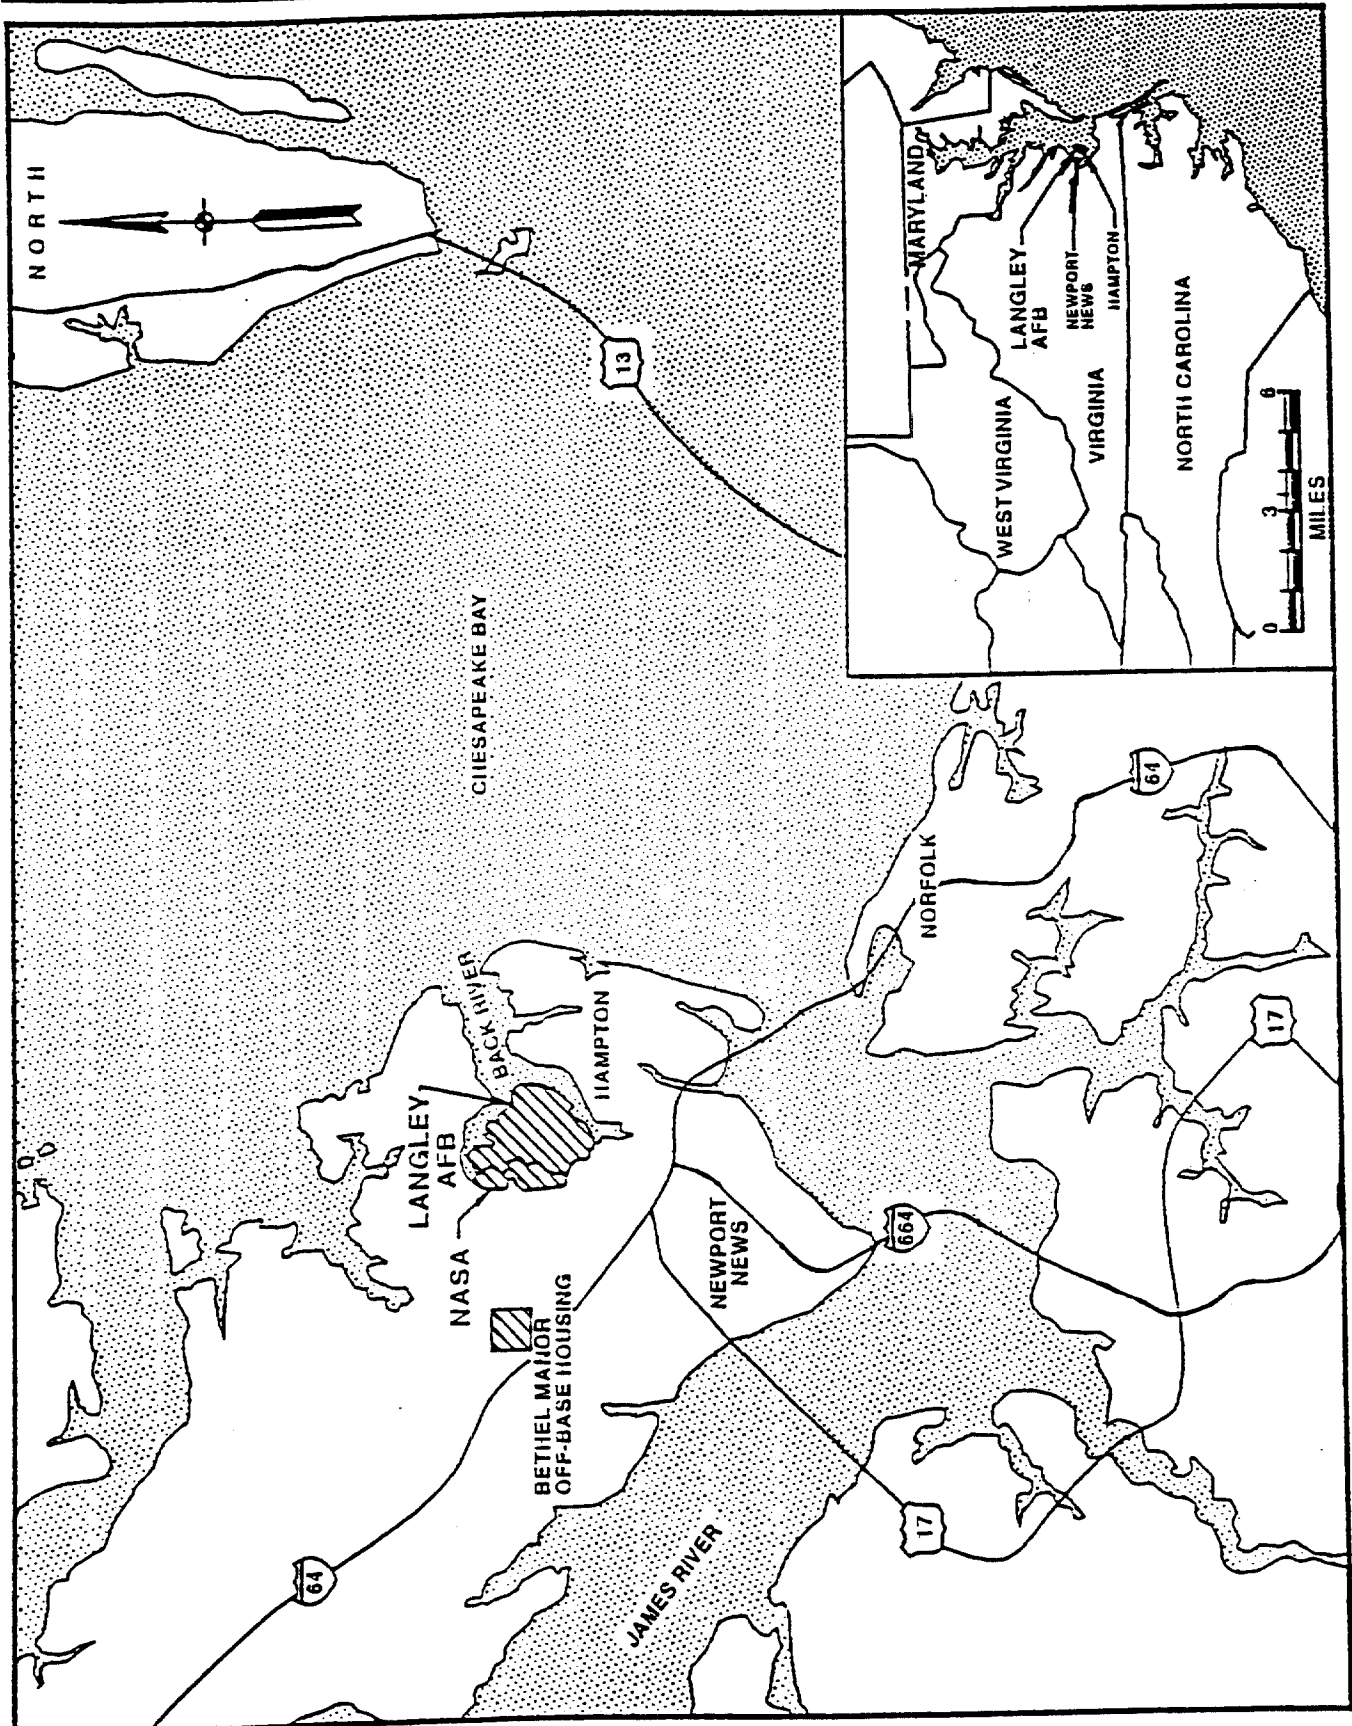 NORTH
13
CHESAPEAKE BAY
BACK RIVER
HAMPTON
LANGLEY
AFB
NASA
BETHEL MANOR
OFF-BASE HOUSING
NEWPORT
NEWS
NORFOLK
64
664
17
17
64
JAMES RIVER
MARYLAND
WEST VIRGINIA
VIRGINIA
LANGLEY
AFB
NEWPORT
NEWS
HAMPTON
NORTH CAROLINA
0 3 6
MILES